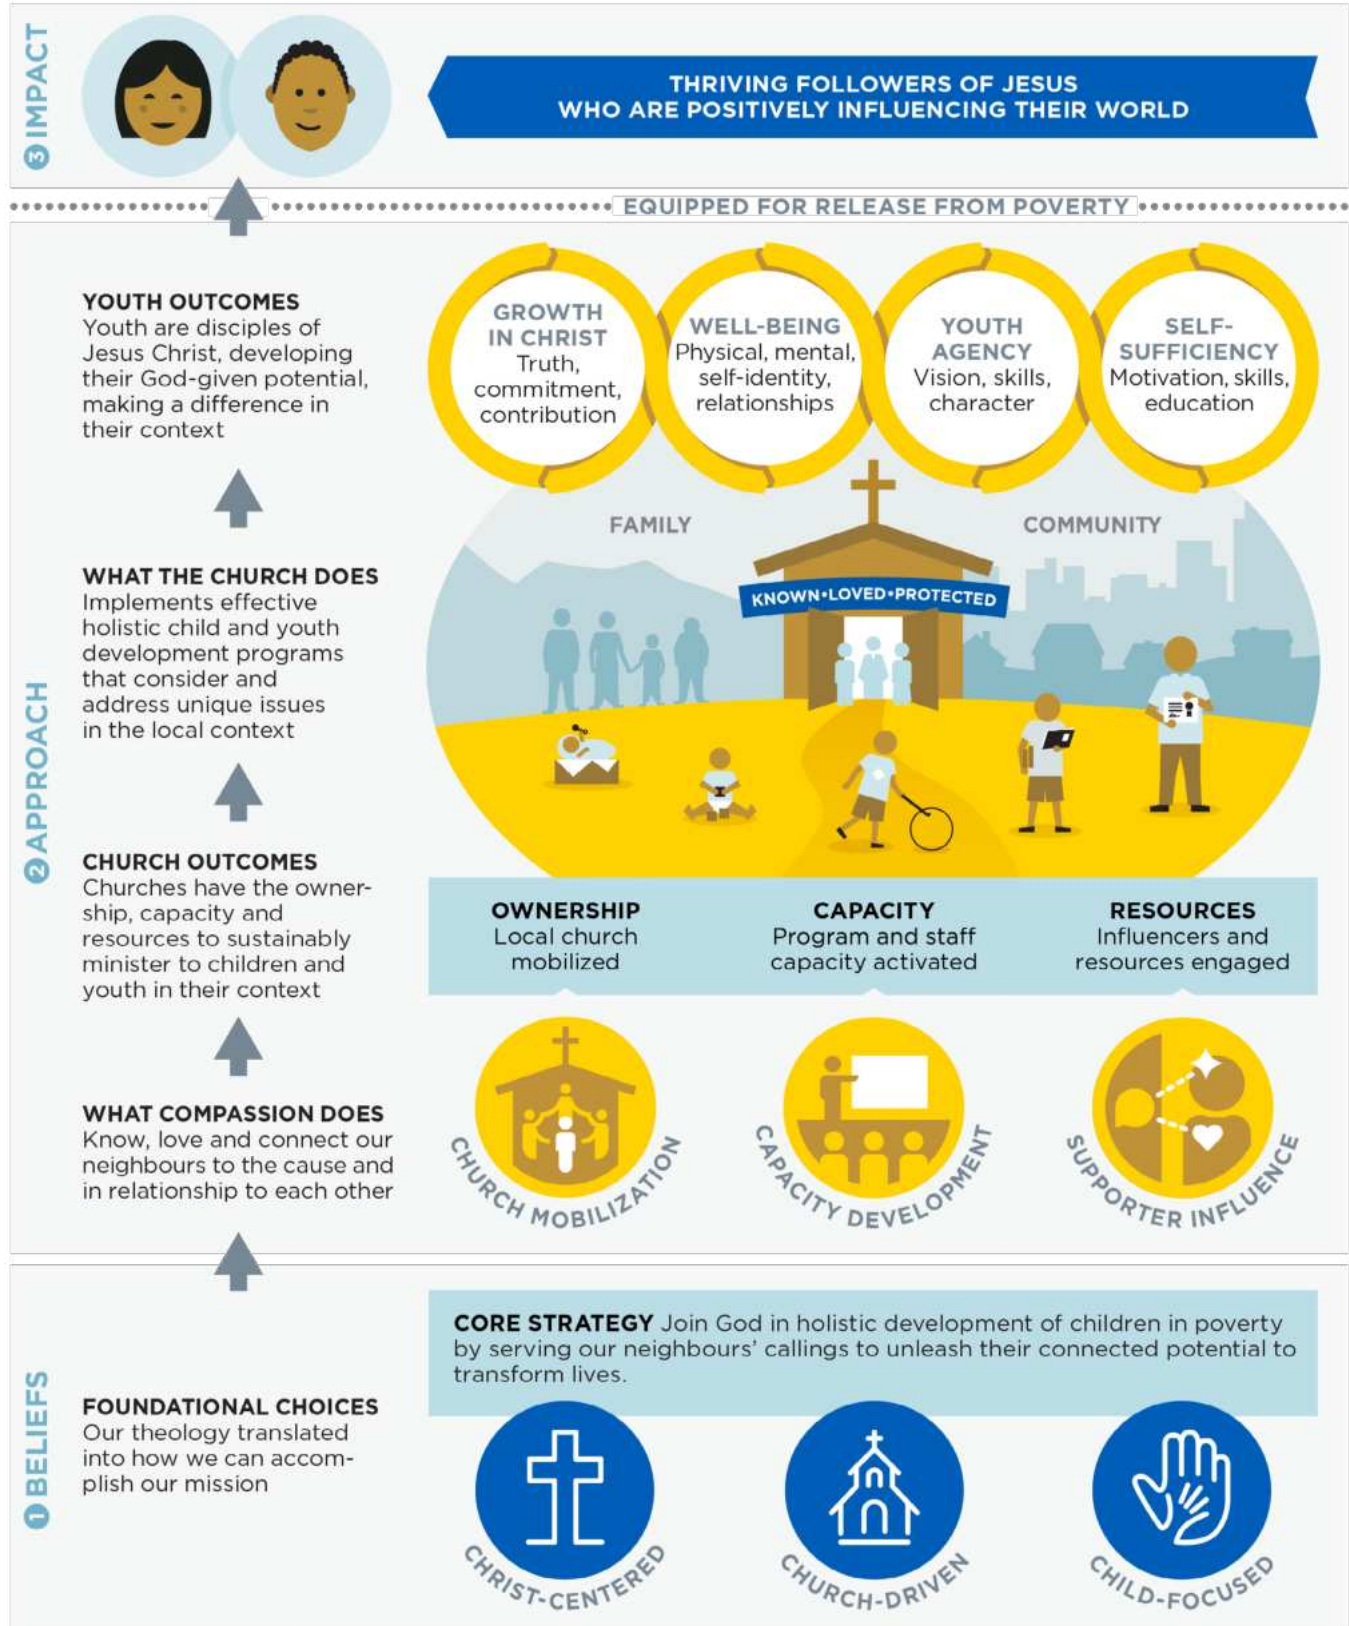 3 IMPACT
THRIVING FOLLOWERS OF JESUS
WHO ARE POSITIVELY INFLUENCING THEIR WORLD
EQUIPPED FOR RELEASE FROM POVERTY
2 APPROACH
YOUTH OUTCOMES
Youth are disciples of
Jesus Christ, developing
their God-given potential,
making a difference in
their context
GROWTH
IN CHRIST
Truth,
commitment,
contribution
WELL-BEING
Physical, mental,
self-identity,
relationships
YOUTH
AGENCY
Vision, skills,
character
SELF-
SUFFICIENCY
Motivation, skills,
education
FAMILY
COMMUNITY
KNOWN•LOVED•PROTECTED
WHAT THE CHURCH DOES
Implements effective
holistic child and youth
development programs
that consider and
address unique issues
in the local context
CHURCH OUTCOMES
Churches have the owner-
ship, capacity and
resources to sustainably
minister to children and
youth in their context
OWNERSHIP
Local church
mobilized
CAPACITY
Program and staff
capacity activated
RESOURCES
Influencers and
resources engaged
WHAT COMPASSION DOES
Know, love and connect our
neighbours to the cause and
in relationship to each other
CHURCH MOBILIZATION
CAPACITY DEVELOPMENT
SUPPORTER INFLUENCE
1 BELIEFS
FOUNDATIONAL CHOICES
Our theology translated
into how we can accom-
plish our mission
CORE STRATEGY Join God in holistic development of children in poverty
by serving our neighbours' callings to unleash their connected potential to
transform lives.
CHRIST-CENTERED
CHURCH-DRIVEN
CHILD-FOCUSED